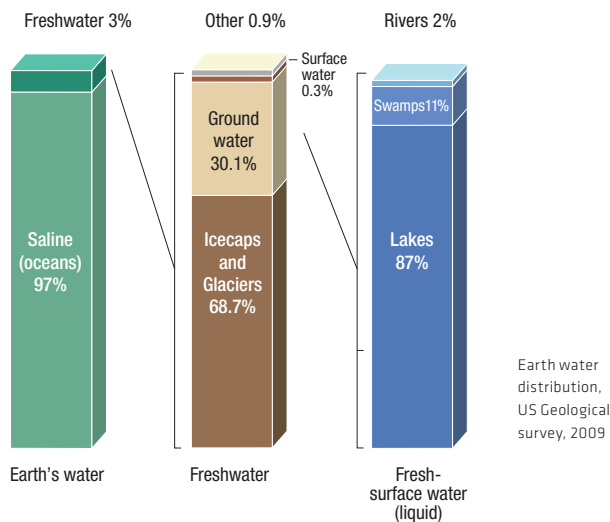 Freshwater 3%
Other 0.9%
Rivers 2%
Surface
water
0.3%
Swamps11%
Ground
water
30.1%
Saline
(oceans)
97%
Icecaps
and
Glaciers
68.7%
Lakes
87%
Earth water
distribution,
US Geological
survey, 2009
Earth's water
Freshwater
Fresh-
surface water
(liquid)